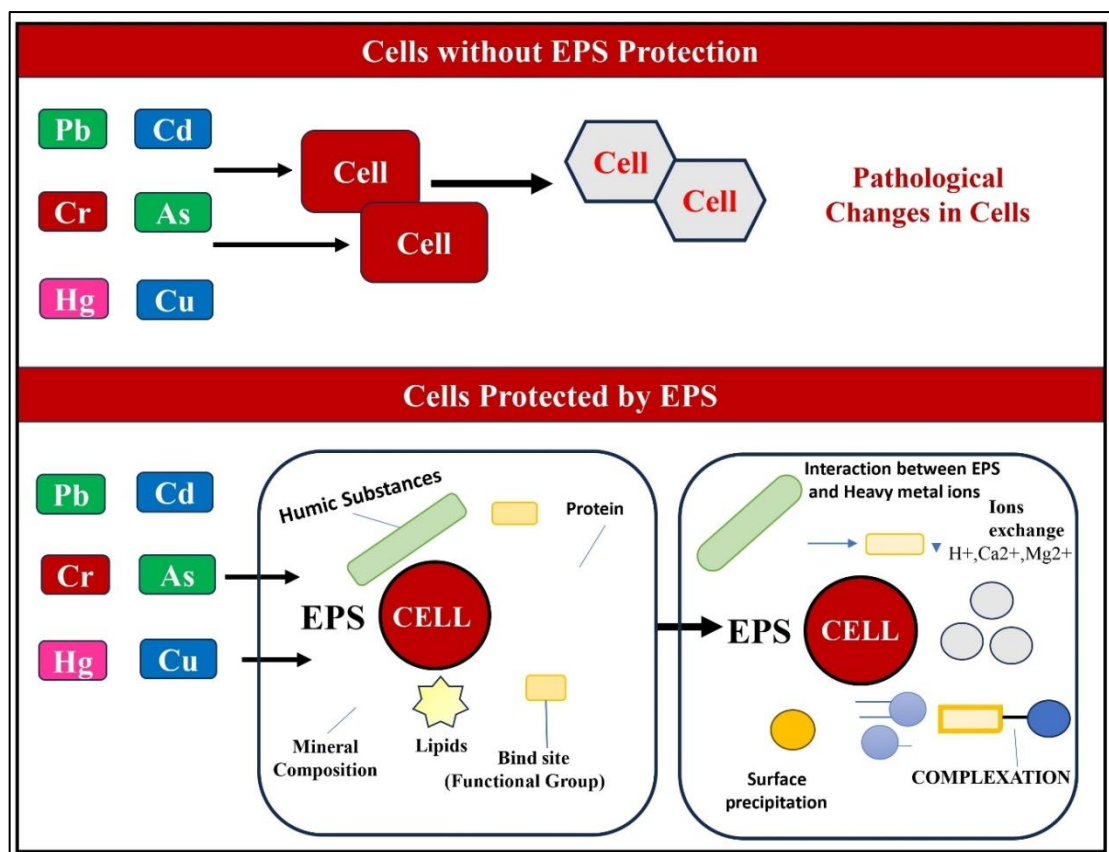 Cells without EPS Protection
Pb Cd
Cr As
Hg Cu
Cell
Cell
Cell
Cell
Pathological
Changes in Cells
Cells Protected by EPS
Pb Cd
Cr As
Hg Cu
Humic Substances
Protein
EPS
CELL
Mineral
Composition
Lipids
Bind site
(Functional Group)
Interaction between EPS
and Heavy metal ions
Ions
exchange
H+,Ca2+,Mg2+
EPS
CELL
Surface
precipitation
COMPLEXATION